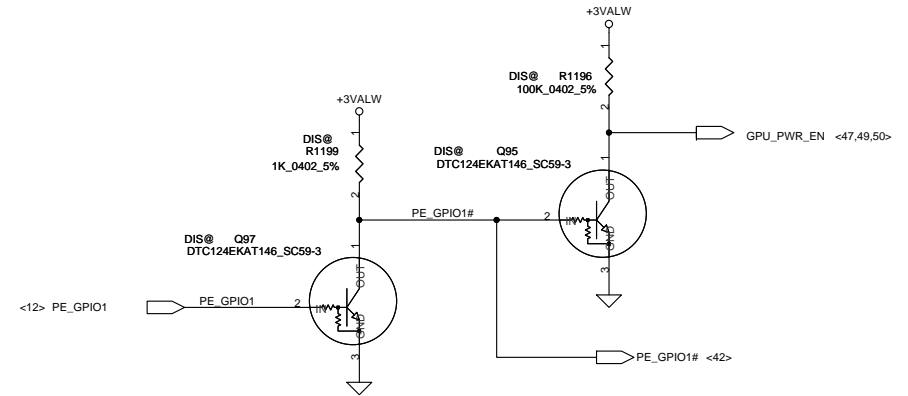 +3VALW
1
DIS@ R1196
100K_0402_5%
2
+3VALW
1
DIS@
R1199
1K_0402_5%
2
GPU_PWR_EN <47,49,50>
DIS@ Q95
DTC124EKAT146_SC59-3
1
OUT
PE_GPIO1#
2
IN
GND
3
DIS@ Q97
DTC124EKAT146_SC59-3
1
OUT
<12> PE_GPIO1
PE_GPIO1
2
IN
GND
3
PE_GPIO1# <42>